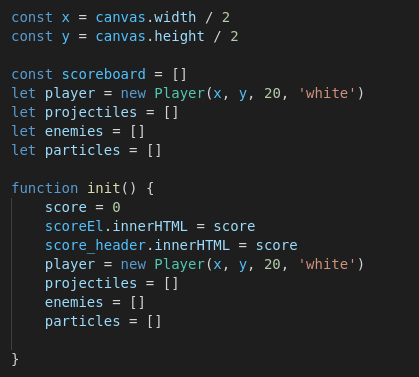 const x = canvas.width / 2
const y = canvas.height / 2

const scoreboard = []
let player = new Player(x, y, 20, 'white')
let projectiles = []
let enemies = []
let particles = []

function init() {
    score = 0
    scoreEl.innerHTML = score
    score_header.innerHTML = score
    player = new Player(x, y, 20, 'white')
    projectiles = []
    enemies = []
    particles = []

}